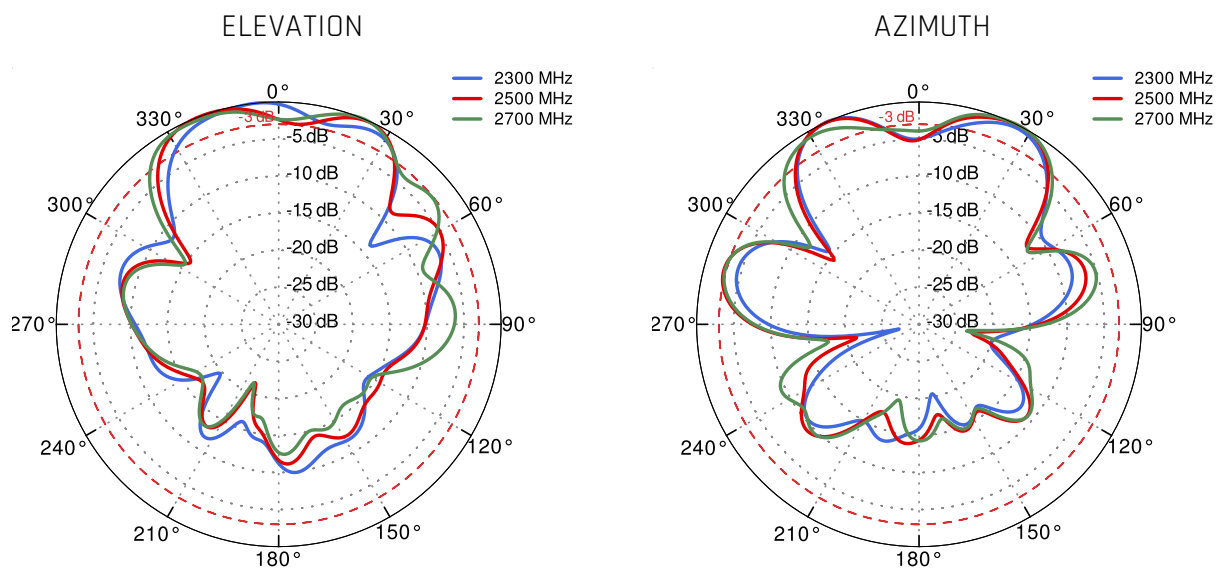 ELEVATION
2300 MHz
2500 MHz
2700 MHz
0°
30°
60°
90°
120°
150°
180°
210°
240°
270°
300°
330°
-3 dB
-5 dB
-10 dB
-15 dB
-20 dB
-25 dB
-30 dB
AZIMUTH
2300 MHz
2500 MHz
2700 MHz
0°
30°
60°
90°
120°
150°
180°
210°
240°
270°
300°
330°
-3 dB
5 dB
-10 dB
-15 dB
-20 dB
-25 dB
-30 dB